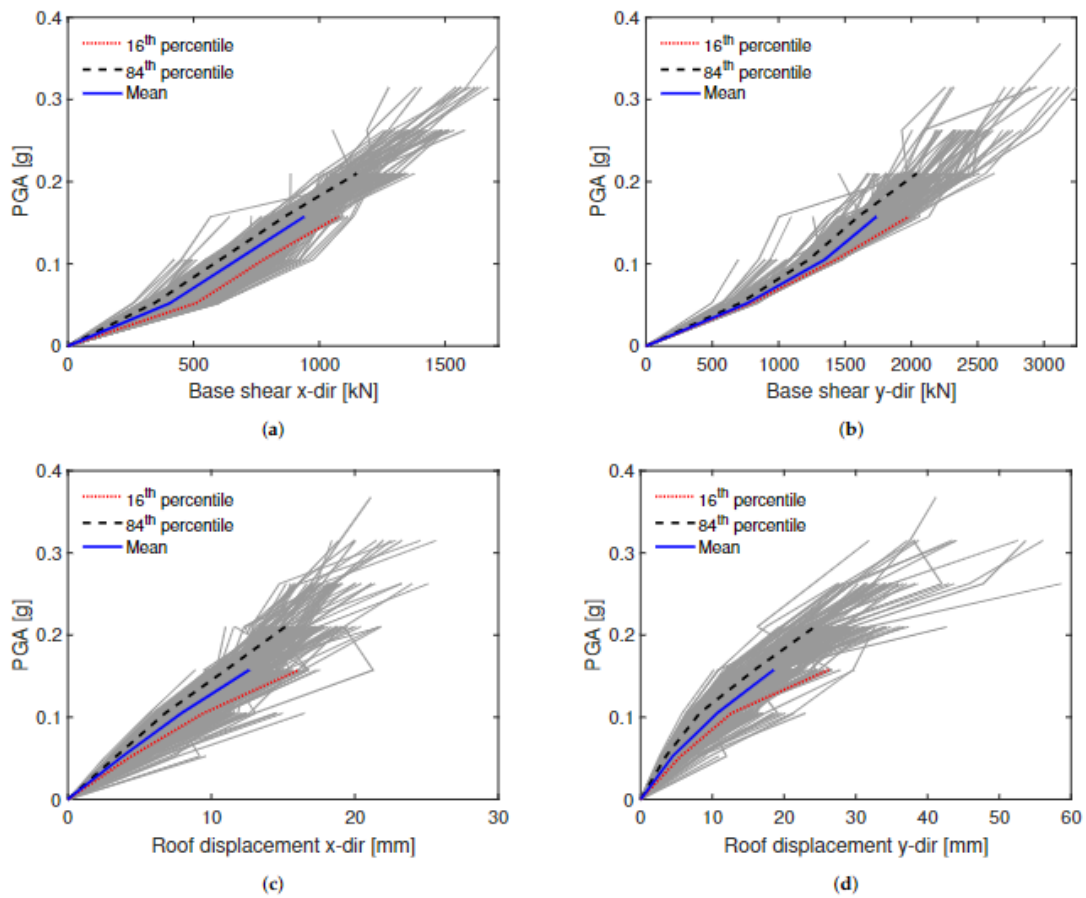 0.4
16th percentile
84th percentile
Mean
0.3
0.2
0.1
0
PGA [g]
0 500 1000 1500
Base shear x-dir [kN]
(a)
0.4
16th percentile
84th percentile
Mean
0.3
0.2
0.1
0
PGA [g]
0 500 1000 1500 2000 2500 3000
Base shear y-dir [kN]
(b)
0.4
16th percentile
84th percentile
Mean
0.3
0.2
0.1
0
PGA [g]
0 10 20 30
Roof displacement x-dir [mm]
(c)
0.4
16th percentile
84th percentile
Mean
0.3
0.2
0.1
0
PGA [g]
0 10 20 30 40 50 60
Roof displacement y-dir [mm]
(d)